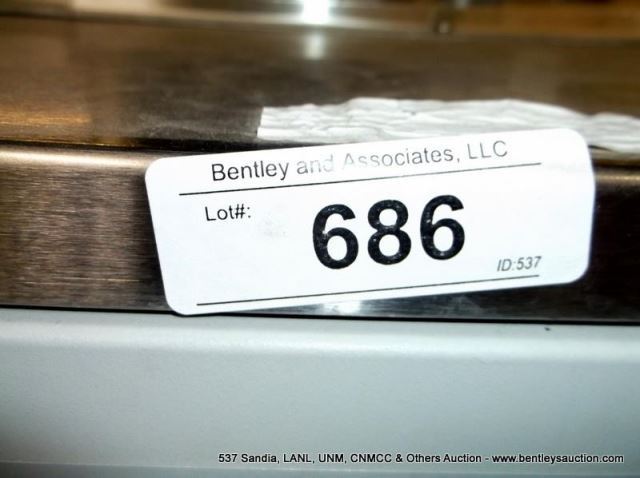 Bentley and Associates, LLC
Lot#:
686
ID:537
537 Sandia, LANL, UNM, CNMCC & Others Auction - www.bentleysauction.com